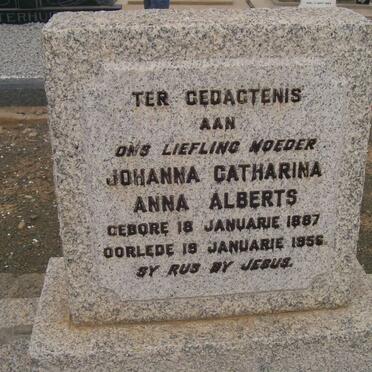 TER GEDAGTENIS
AAN
ONS LIEFLING MOEDER
JOHANNA CATHARINA
ANNA ALBERTS
GEBORE 18 JANUARIE 1887
OORLEDE 19 JANUARIE 1956
SY RUS BY JESUS.